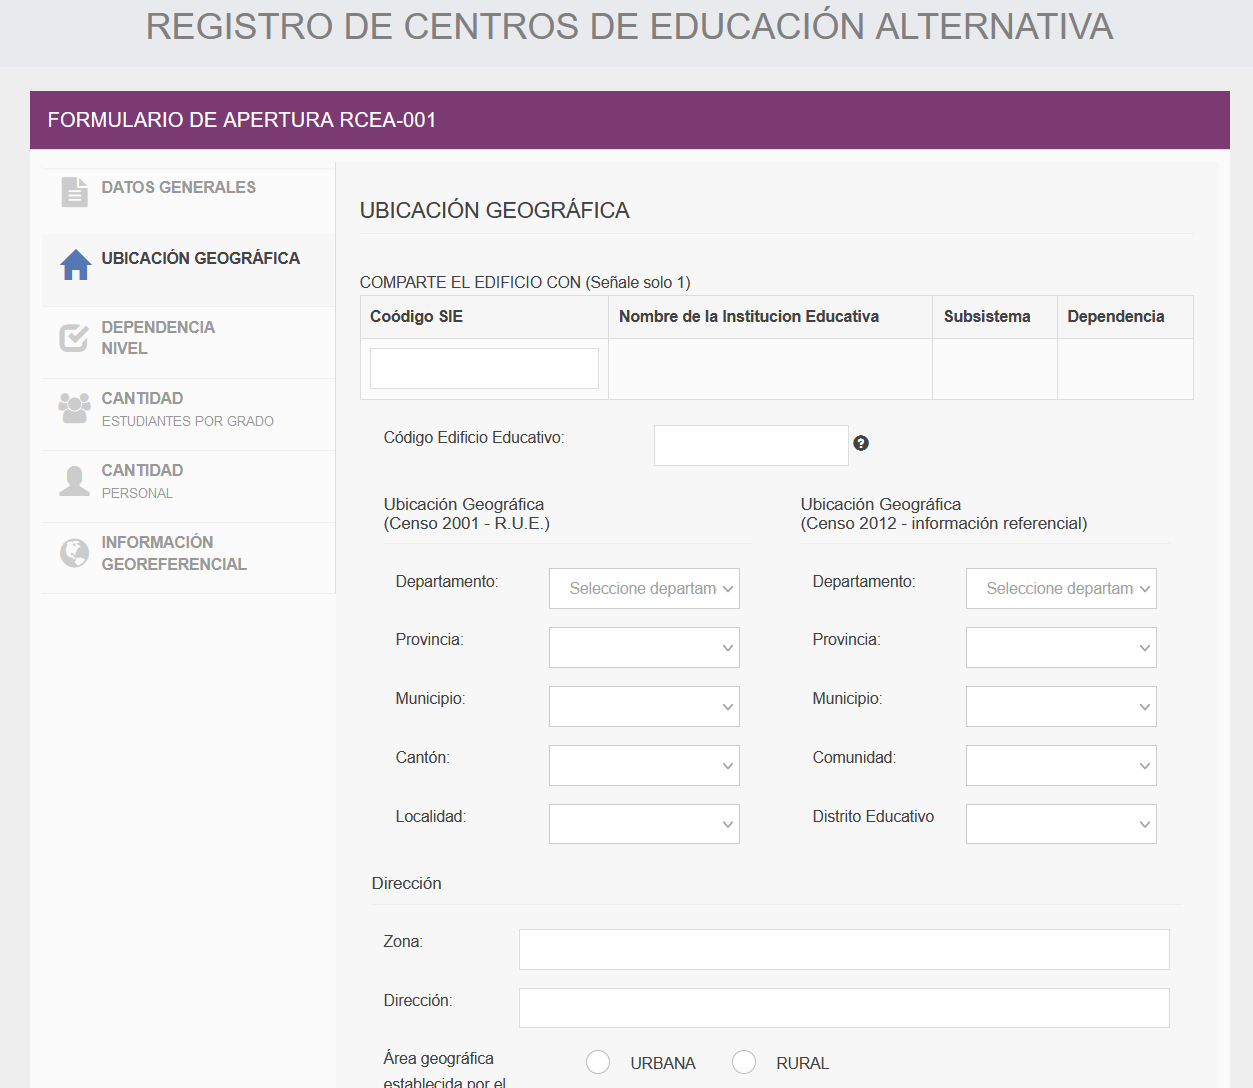 REGISTRO DE CENTROS DE EDUCACIÓN ALTERNATIVA
FORMULARIO DE APERTURA RCEA-001
DATOS GENERALES
UBICACIÓN GEOGRÁFICA
DEPENDENCIA
NIVEL
CANTIDAD
ESTUDIANTES POR GRADO
CANTIDAD
PERSONAL
INFORMACIÓN
GEOREFERENCIAL
UBICACIÓN GEOGRÁFICA
COMPARTE EL EDIFICIO CON (Señale solo 1)
Coódigo SIE Nombre de la Institucion Educativa Subsistema Dependencia
Código Edificio Educativo: ?
Ubicación Geográfica
(Censo 2001 - R.U.E.)
Departamento: Seleccione departam
Provincia:
Municipio:
Cantón:
Localidad:
Ubicación Geográfica
(Censo 2012 - información referencial)
Departamento: Seleccione departam
Provincia:
Municipio:
Comunidad:
Distrito Educativo
Dirección
Zona:
Dirección:
Área geográfica
establecida por el
URBANA RURAL